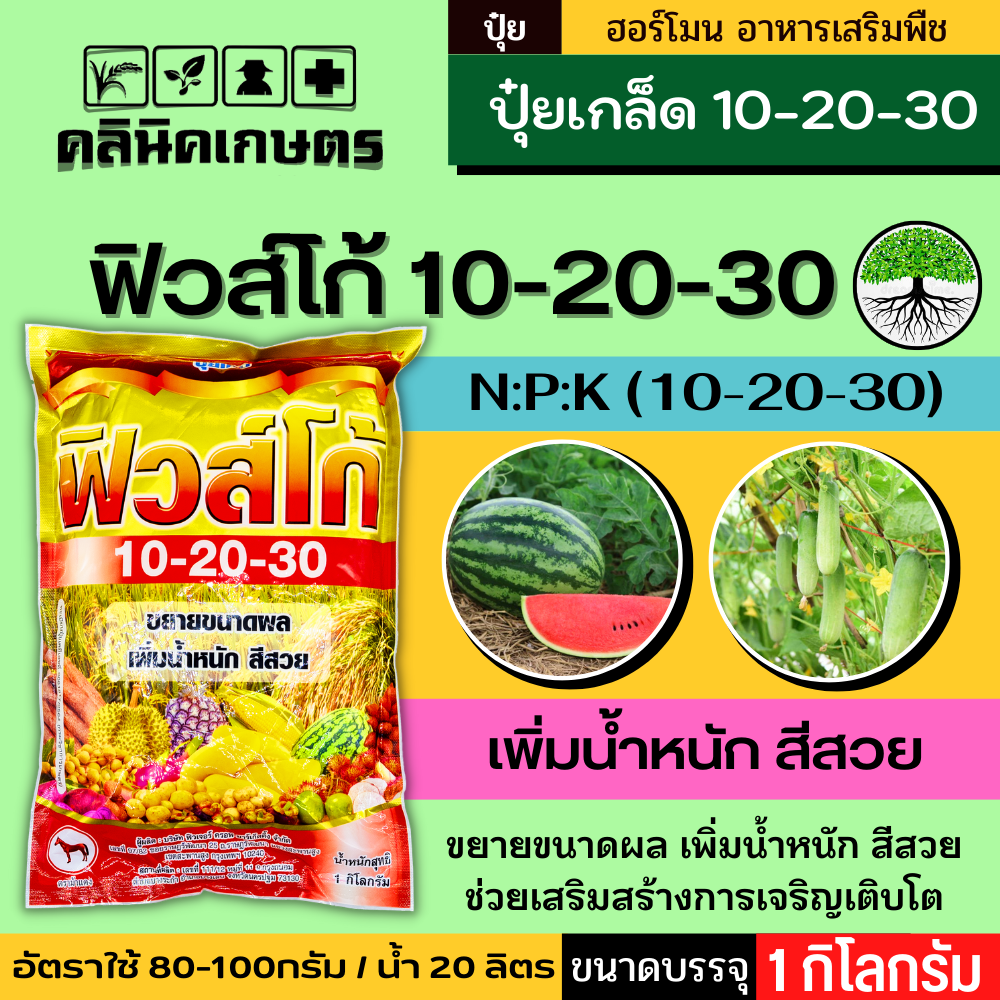 ปุ๋ย
ฮอร์โมน อาหารเสริมพืช
ปุ๋ยเกล็ด 10-20-30
คลินิคเกษตร
ฟิวส์โก้ 10-20-30
N:P:K (10-20-30)
ฟิวส์โก้
10-20-30
ขยายขนาดผล
เพิ่มน้ำหนัก สีสวย
น้ำหนักสุทธิ
1 กิโลกรัม
ตราม้าแดง
เพิ่มน้ำหนัก สีสวย
ขยายขนาดผล เพิ่มน้ำหนัก สีสวย
ช่วยเสริมสร้างการเจริญเติบโต
อัตราใช้ 80-100กรัม / น้ำ 20 ลิตร
ขนาดบรรจุ
1 กิโลกรัม